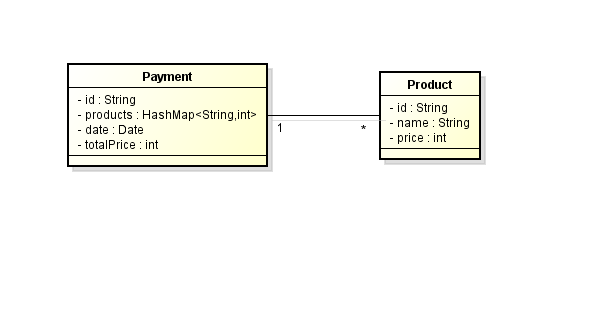 Payment
- id : String
- products : HashMap<String,int>
- date : Date
- totalPrice : int
1
*
Product
- id : String
- name : String
- price : int